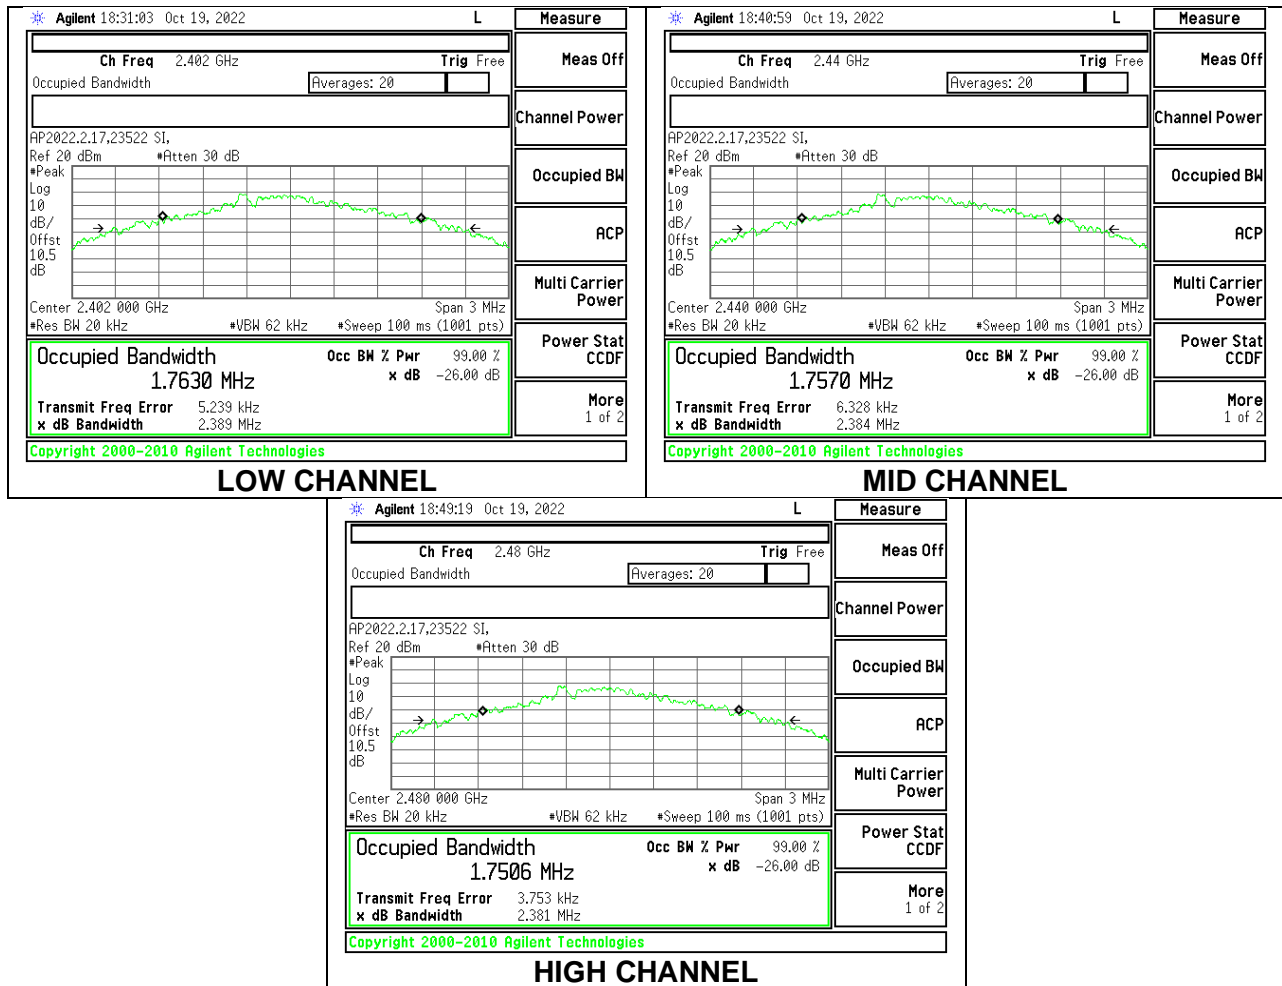 Agilent 18:31:03 Oct 19, 2022 L Measure
Ch Freq 2.402 GHz Trig Free
Occupied Bandwidth Averages: 20
AP2022.2.17,23522 SI,
Ref 20 dBm #Atten 30 dB
#Peak
Log
10
dB/
Offst
10.5
dB
Center 2.402 000 GHz Span 3 MHz
#Res BW 20 kHz #VBW 62 kHz #Sweep 100 ms (1001 pts)
Occupied Bandwidth Occ BW % Pwr 99.00 %
1.7630 MHz x dB -26.00 dB
Transmit Freq Error 5.239 kHz
x dB Bandwidth 2.389 MHz
Copyright 2000-2010 Agilent Technologies
Meas Off
Channel Power
Occupied BW
ACP
Multi Carrier
Power
Power Stat
CCDF
More
1 of 2
LOW CHANNEL
Agilent 18:40:59 Oct 19, 2022 L Measure
Ch Freq 2.44 GHz Trig Free
Occupied Bandwidth Averages: 20
AP2022.2.17,23522 SI,
Ref 20 dBm #Atten 30 dB
#Peak
Log
10
dB/
Offst
10.5
dB
Center 2.440 000 GHz Span 3 MHz
#Res BW 20 kHz #VBW 62 kHz #Sweep 100 ms (1001 pts)
Occupied Bandwidth Occ BW % Pwr 99.00 %
1.7570 MHz x dB -26.00 dB
Transmit Freq Error 6.328 kHz
x dB Bandwidth 2.384 MHz
Copyright 2000-2010 Agilent Technologies
Meas Off
Channel Power
Occupied BW
ACP
Multi Carrier
Power
Power Stat
CCDF
More
1 of 2
MID CHANNEL
Agilent 18:49:19 Oct 19, 2022 L Measure
Ch Freq 2.48 GHz Trig Free
Occupied Bandwidth Averages: 20
AP2022.2.17,23522 SI,
Ref 20 dBm #Atten 30 dB
#Peak
Log
10
dB/
Offst
10.5
dB
Center 2.480 000 GHz Span 3 MHz
#Res BW 20 kHz #VBW 62 kHz #Sweep 100 ms (1001 pts)
Occupied Bandwidth Occ BW % Pwr 99.00 %
1.7506 MHz x dB -26.00 dB
Transmit Freq Error 3.753 kHz
x dB Bandwidth 2.381 MHz
Copyright 2000-2010 Agilent Technologies
Meas Off
Channel Power
Occupied BW
ACP
Multi Carrier
Power
Power Stat
CCDF
More
1 of 2
HIGH CHANNEL